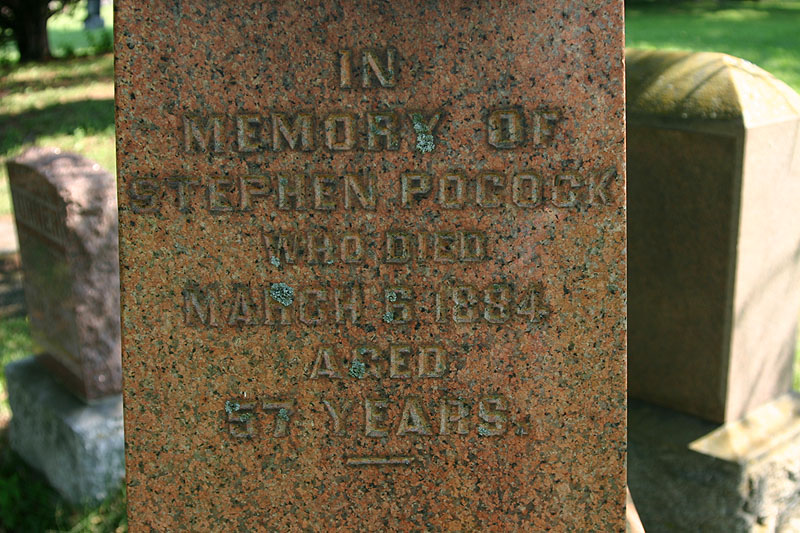 IN
MEMORY OF
STEPHEN POCOCK
WHO DIED
MARCH 6 1884
AGED
57 YEARS.